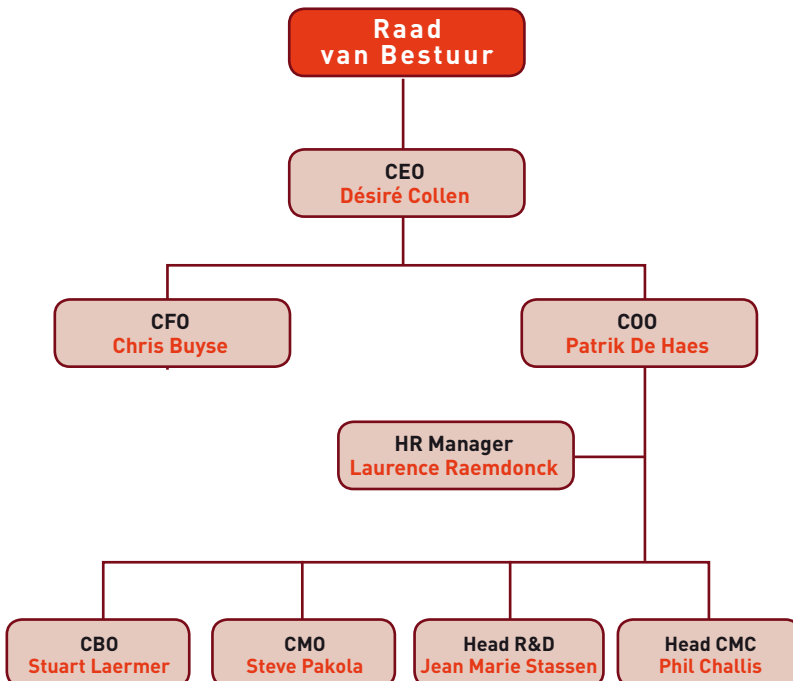 Raad
van Bestuur
CEO
Désiré Collen
CFO
Chris Buyse
COO
Patrik De Haes
HR Manager
Laurence Raemdonck
CBO
Stuart Laermer
CMO
Steve Pakola
Head R&D
Jean Marie Stassen
Head CMC
Phil Challis